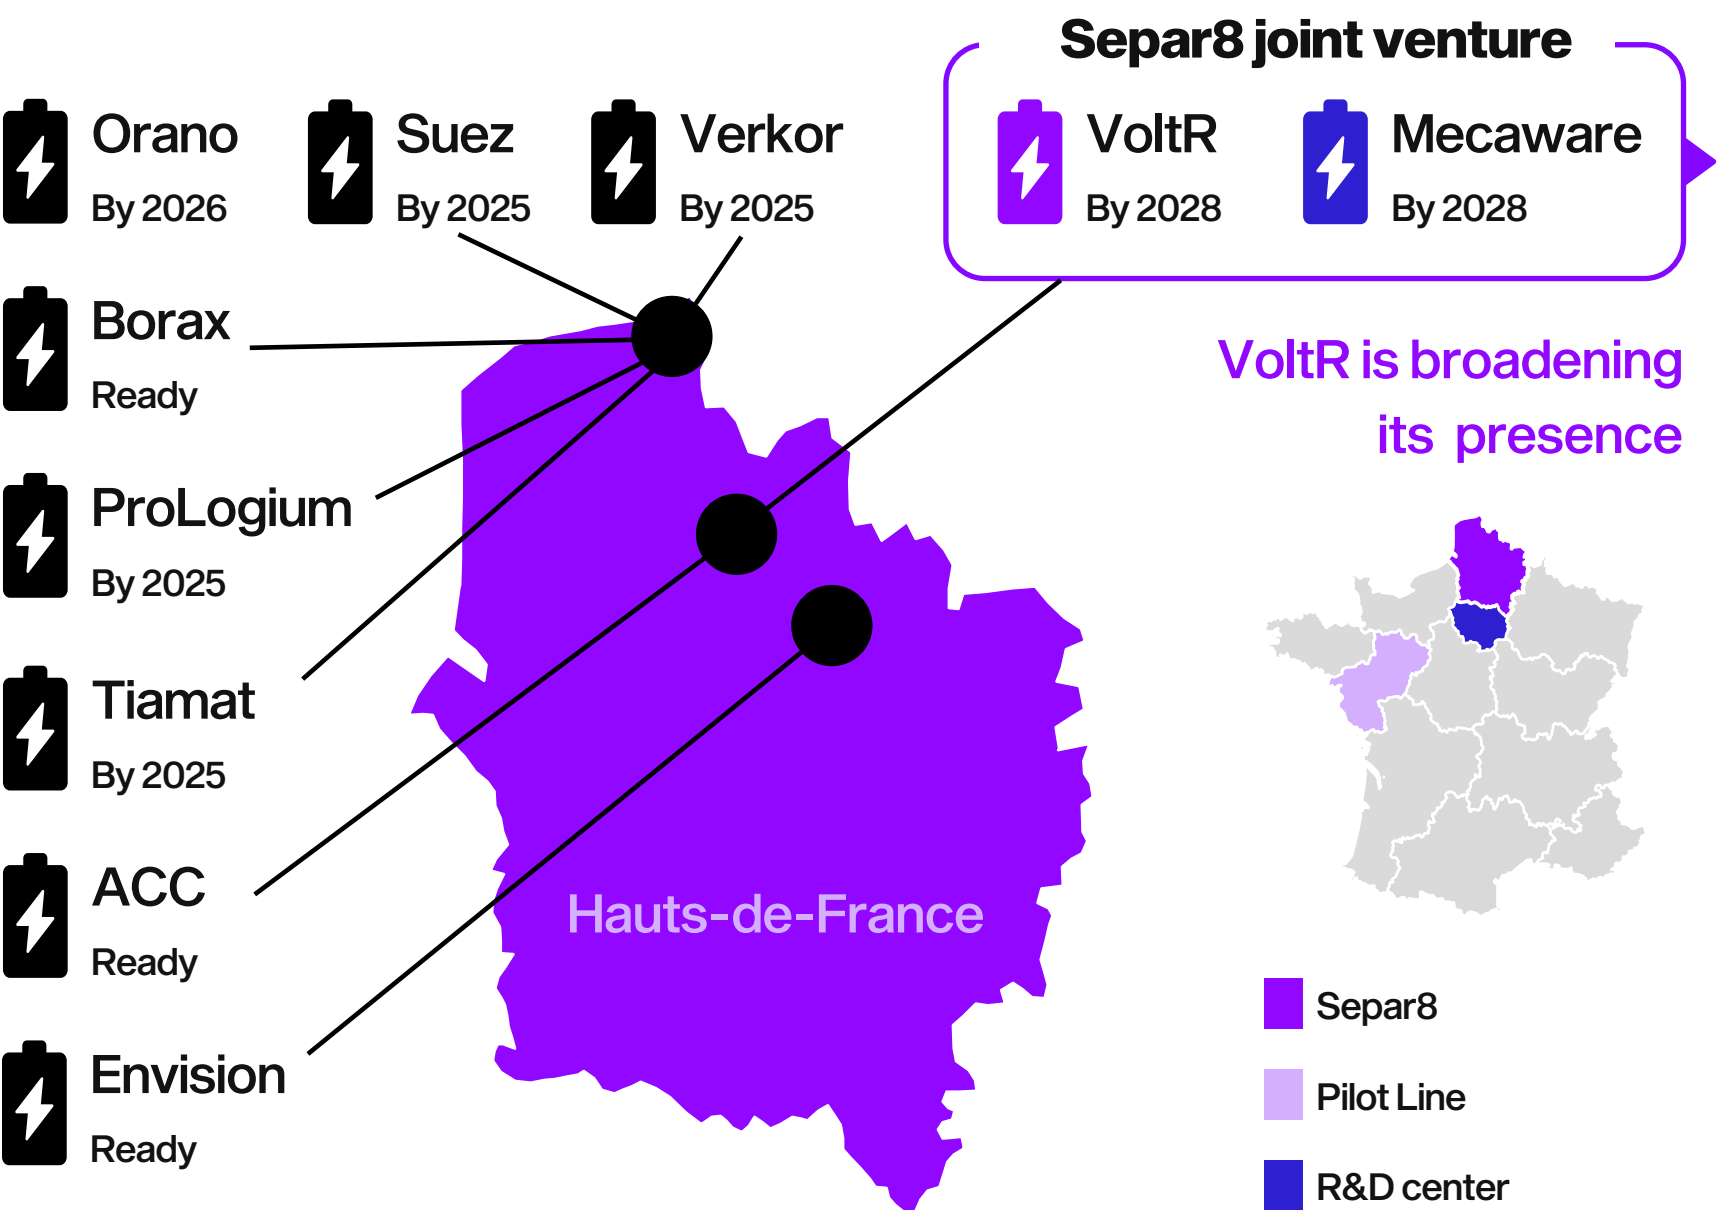 Separ8 joint venture
Orano
By 2026
Suez
By 2025
Verkor
By 2025
VoltR
By 2028
Mecaware
By 2028
Borax
Ready
ProLogium
By 2025
Tiamat
By 2025
ACC
Ready
Envision
Ready
Hauts-de-France
VoltR is broadening
its presence
Separ8
Pilot Line
R&D center